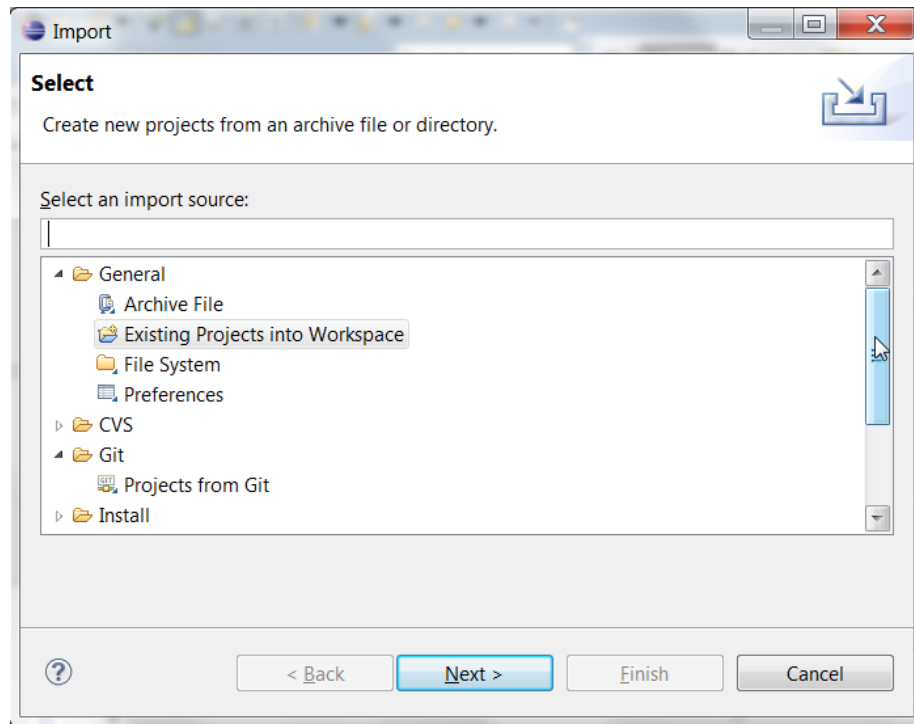 Import
Select
Create new projects from an archive file or directory.
Select an import source:
General
Archive File
Existing Projects into Workspace
File System
Preferences
CVS
Git
GIT Projects from Git
Install
? < Back Next > Finish Cancel